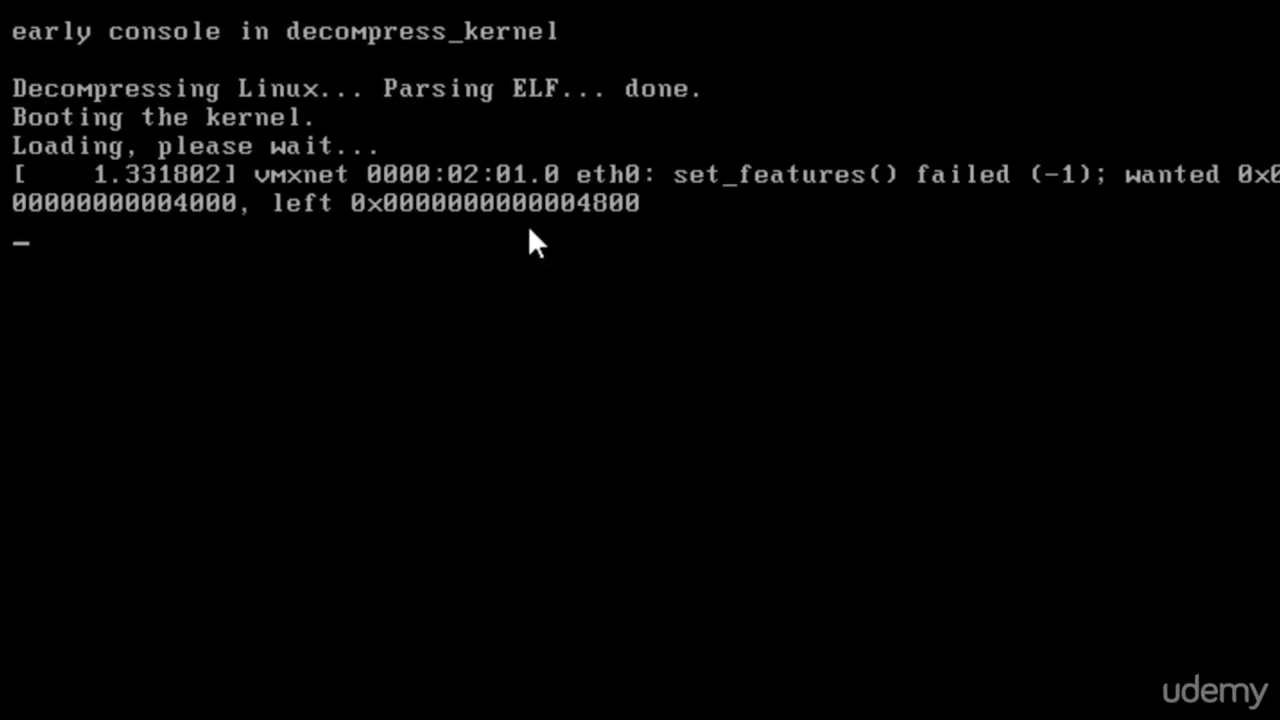 early console in decompress_kernel
Decompressing Linux... Parsing ELF... done.
Booting the kernel.
Loading, please wait...
[    1.331802] vmxnet 0000:02:01.0 eth0: set_features() failed (-1); wanted 0x0
00000000004000, left 0x0000000000004800
udemy